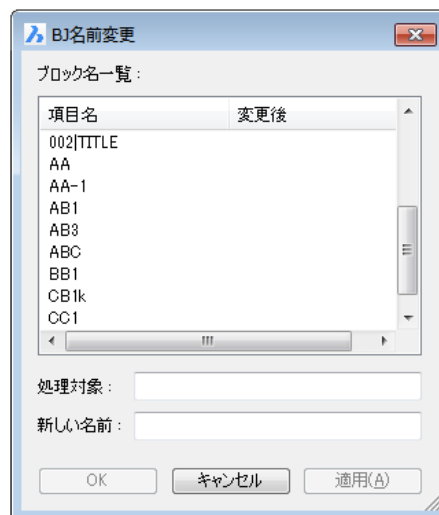 BJ名前変更
ブロック名一覧：
項目名 変更後
002|TITLE
AA
AA-1
AB1
AB3
ABC
BB1
CB1k
CC1
処理対象：
新しい名前：
OK キャンセル 適用(A)